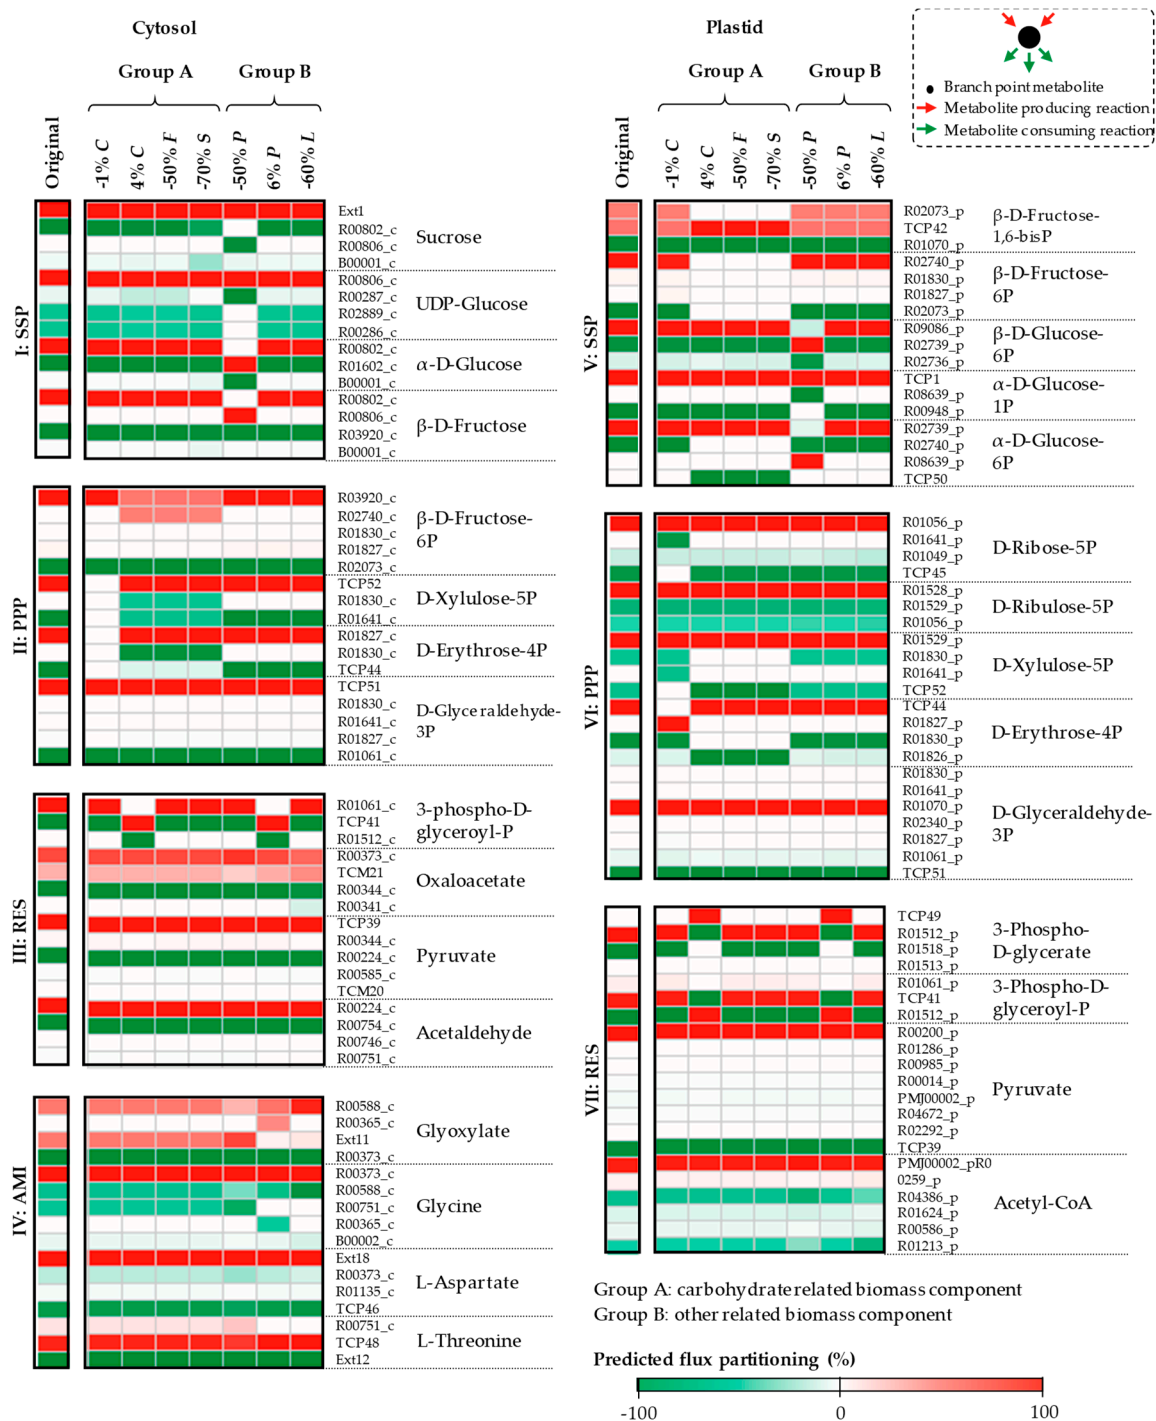 Cytosol
Group A
Group B
Original
-1% C
4% C
-50% F
-70% S
-50% P
6% P
-60% L
I: SSP
Ext1
R00802_c
R00806_c
B00001_c
Sucrose
R00806_c
R00287_c
R02889_c
R00286_c
UDP-Glucose
R00802_c
R01602_c
B00001_c
α-D-Glucose
R00802_c
R00806_c
R03920_c
B00001_c
β-D-Fructose
II: PPP
R03920_c
R02740_c
R01830_c
R01827_c
R02073_c
β-D-Fructose-
6P
TCP52
R01830_c
R01641_c
D-Xylulose-5P
R01827_c
R01830_c
TCP44
D-Erythrose-4P
TCP51
R01830_c
R01641_c
R01827_c
R01061_c
D-Glyceraldehyde-
3P
III: RES
R01061_c
TCP41
R01512_c
3-phospho-D-
glyceroyl-P
R00373_c
TCM21
R00344_c
R00341_c
Oxaloacetate
TCP39
R00344_c
R00224_c
R00585_c
TCM20
Pyruvate
R00224_c
R00754_c
R00746_c
R00751_c
Acetaldehyde
IV: AMI
R00588_c
R00365_c
Ext11
R00373_c
Glyoxylate
R00373_c
R00588_c
R00751_c
R00365_c
B00002_c
Glycine
Ext18
R00373_c
R01135_c
TCP46
L-Aspartate
R00751_c
TCP48
Ext12
L-Threonine
Plastid
Group A
Group B
Original
-1% C
4% C
-50% F
-70% S
-50% P
6% P
-60% L
Branch point metabolite
Metabolite producing reaction
Metabolite consuming reaction
V: SSP
R02073_p
TCP42
R01070_p
β-D-Fructose-
1,6-bisP
R02740_p
R01830_p
R01827_p
R02073_p
β-D-Fructose-
6P
R09086_p
R02739_p
R02736_p
β-D-Glucose-
6P
TCP1
R08639_p
R00948_p
α-D-Glucose-
1P
R02739_p
R02740_p
R08639_p
TCP50
α-D-Glucose-
6P
VI: PPP
R01056_p
R01641_p
R01049_p
TCP45
D-Ribose-5P
R01528_p
R01529_p
R01056_p
D-Ribulose-5P
R01529_p
R01830_p
R01641_p
TCP52
D-Xylulose-5P
TCP44
R01827_p
R01830_p
R01826_p
D-Erythrose-4P
R01830_p
R01641_p
R01070_p
R02340_p
R01827_p
R01061_p
TCP51
D-Glyceraldehyde-
3P
VII: RES
TCP49
R01512_p
R01518_p
R01513_p
3-Phospho-
D-glycerate
R01061_p
TCP41
R01512_p
3-Phospho-D-
glyceroyl-P
R00200_p
R01286_p
R00985_p
R00014_p
PMJ00002_p
R04672_p
R02292_p
TCP39
Pyruvate
PMJ00002_pR0
0259_p
R04386_p
R01624_p
R00586_p
R01213_p
Acetyl-CoA
Group A: carbohydrate related biomass component
Group B: other related biomass component
Predicted flux partitioning (%)
-100
0
100